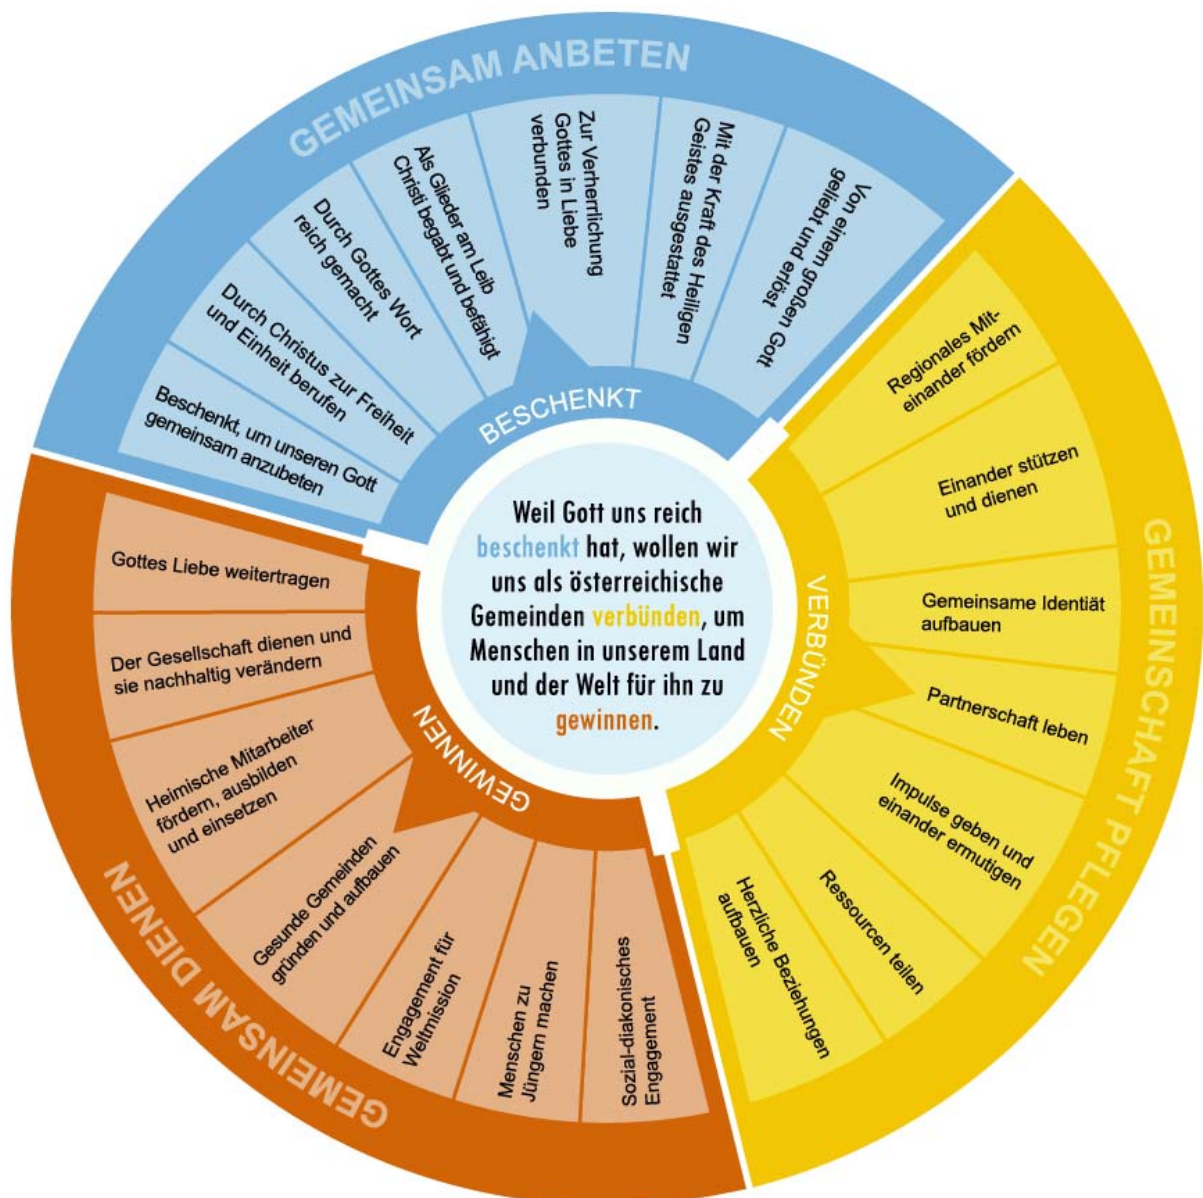 GEMEINSAM ANBETEN
BESCHENKT
Beschenkt, um unseren Gott
gemeinsam anzubeten
Durch Christus zur Freiheit
und Einheit berufen
Durch Gottes Wort
reich gemacht
Als Glieder am Leib
Christi begabt und befähigt
Zur Verherrlichung
Gottes in Liebe
verbunden
Mit der Kraft des Heiligen
Geistes ausgestattet
Von einem großen Gott
geliebt und erlöst
GEMEINSCHAFT PFLEGEN
VERBÜNDEN
Regionales Mit-
einander fördern
Einander stützen
und dienen
Gemeinsame Identiät
aufbauen
Partnerschaft leben
Impulse geben und
einander ermutigen
Ressourcen teilen
Herzliche Beziehungen
aufbauen
GEMEINSAM DIENEN
GEWINNEN
Gottes Liebe weitertragen
Der Gesellschaft dienen und
sie nachhaltig verändern
Heimische Mitarbeiter
fördern, ausbilden
und einsetzen
Gesunde Gemeinden
gründen und aufbauen
Engagement für
Weltmission
Menschen zu
Jüngern machen
Sozial-diakonisches
Engagement
Weil Gott uns reich
beschenkt hat, wollen wir
uns als österreichische
Gemeinden verbünden, um
Menschen in unserem Land
und der Welt für ihn zu
gewinnen.